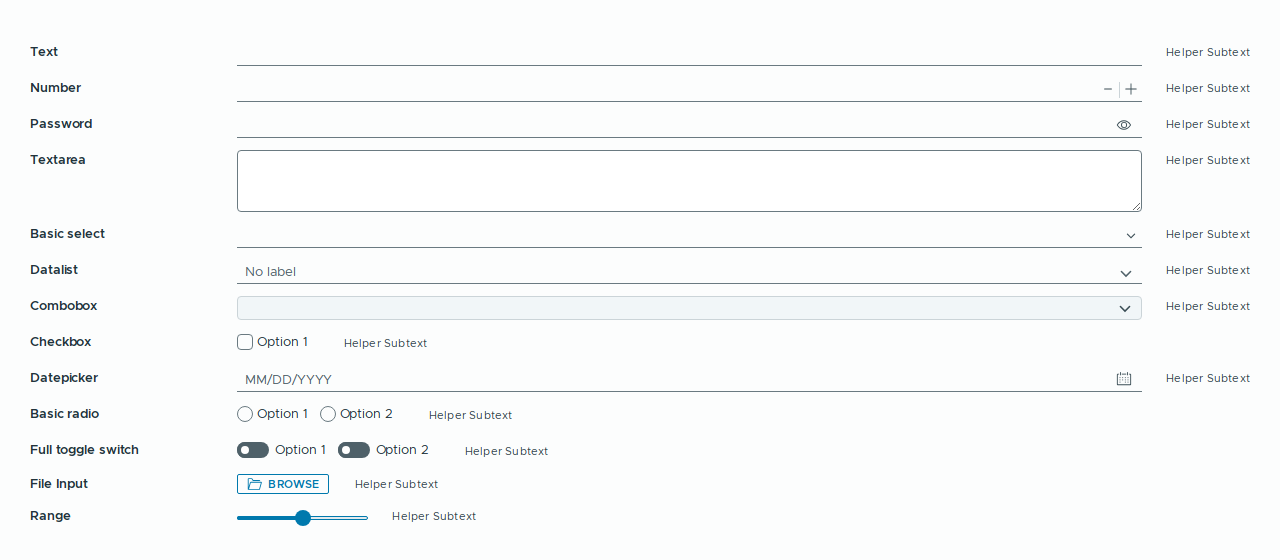 Text Helper Subtext
Number Helper Subtext
Password Helper Subtext
Textarea Helper Subtext
Basic select Helper Subtext
Datalist No label Helper Subtext
Combobox Helper Subtext
Checkbox Option 1 Helper Subtext
Datepicker MM/DD/YYYY Helper Subtext
Basic radio Option 1 Option 2 Helper Subtext
Full toggle switch Option 1 Option 2 Helper Subtext
File Input BROWSE Helper Subtext
Range Helper Subtext